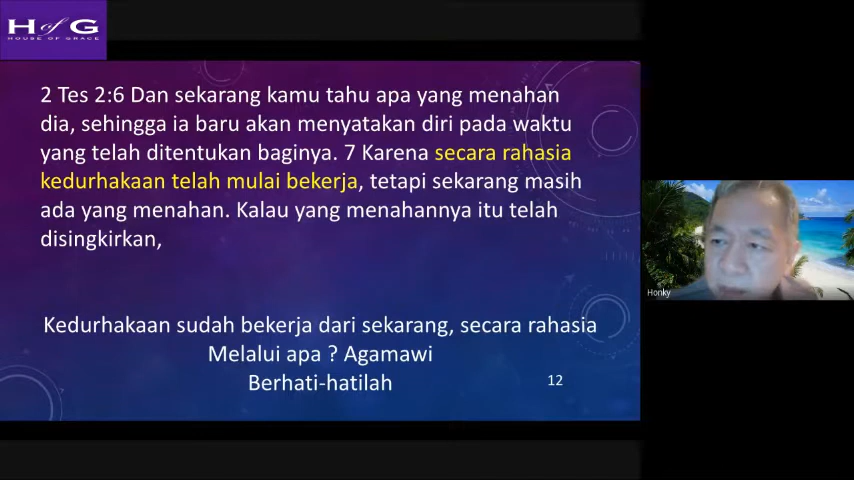 H of G
HOUSE OF GRACE
2 Tes 2:6 Dan sekarang kamu tahu apa yang menahan
dia, sehingga ia baru akan menyatakan diri pada waktu
yang telah ditentukan baginya. 7 Karena secara rahasia
kedurhakaan telah mulai bekerja, tetapi sekarang masih
ada yang menahan. Kalau yang menahannya itu telah
disingkirkan,
Kedurhakaan sudah bekerja dari sekarang, secara rahasia
Melalui apa ? Agamawi
Berhati-hatilah
12
Honky